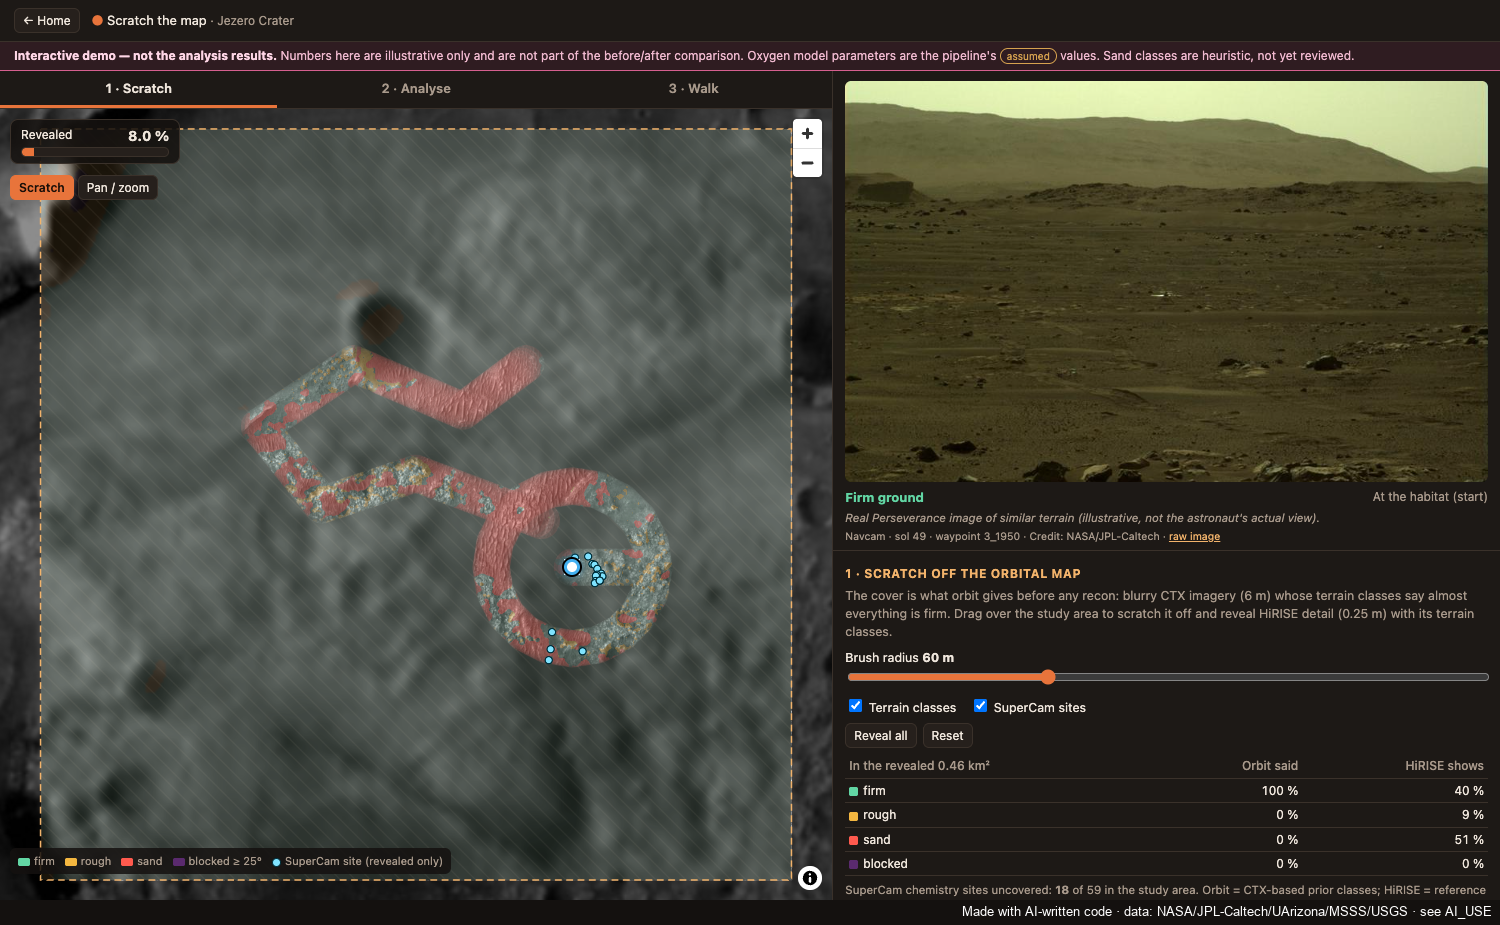 ← Home
Scratch the map · Jezero Crater
Interactive demo — not the analysis results. Numbers here are illustrative only and are not part of the before/after comparison. Oxygen model parameters are the pipeline's assumed values. Sand classes are heuristic, not yet reviewed.
1 · Scratch
2 · Analyse
3 · Walk
Revealed 8.0 %
Scratch
Pan / zoom
+
−
firm
rough
sand
blocked ≥ 25°
SuperCam site (revealed only)
Firm ground
At the habitat (start)
Real Perseverance image of similar terrain (illustrative, not the astronaut's actual view).
Navcam · sol 49 · waypoint 3_1950 · Credit: NASA/JPL-Caltech · raw image
1 · SCRATCH OFF THE ORBITAL MAP
The cover is what orbit gives before any recon: blurry CTX imagery (6 m) whose terrain classes say almost
everything is firm. Drag over the study area to scratch it off and reveal HiRISE detail (0.25 m) with its terrain
classes.
Brush radius 60 m
Terrain classes
SuperCam sites
Reveal all
Reset
In the revealed 0.46 km² Orbit said HiRISE shows
firm 100 % 40 %
rough 0 % 9 %
sand 0 % 51 %
blocked 0 % 0 %
SuperCam chemistry sites uncovered: 18 of 59 in the study area. Orbit = CTX-based prior classes; HiRISE = reference
Made with AI-written code · data: NASA/JPL-Caltech/UArizona/MSSS/USGS · see AI_USE